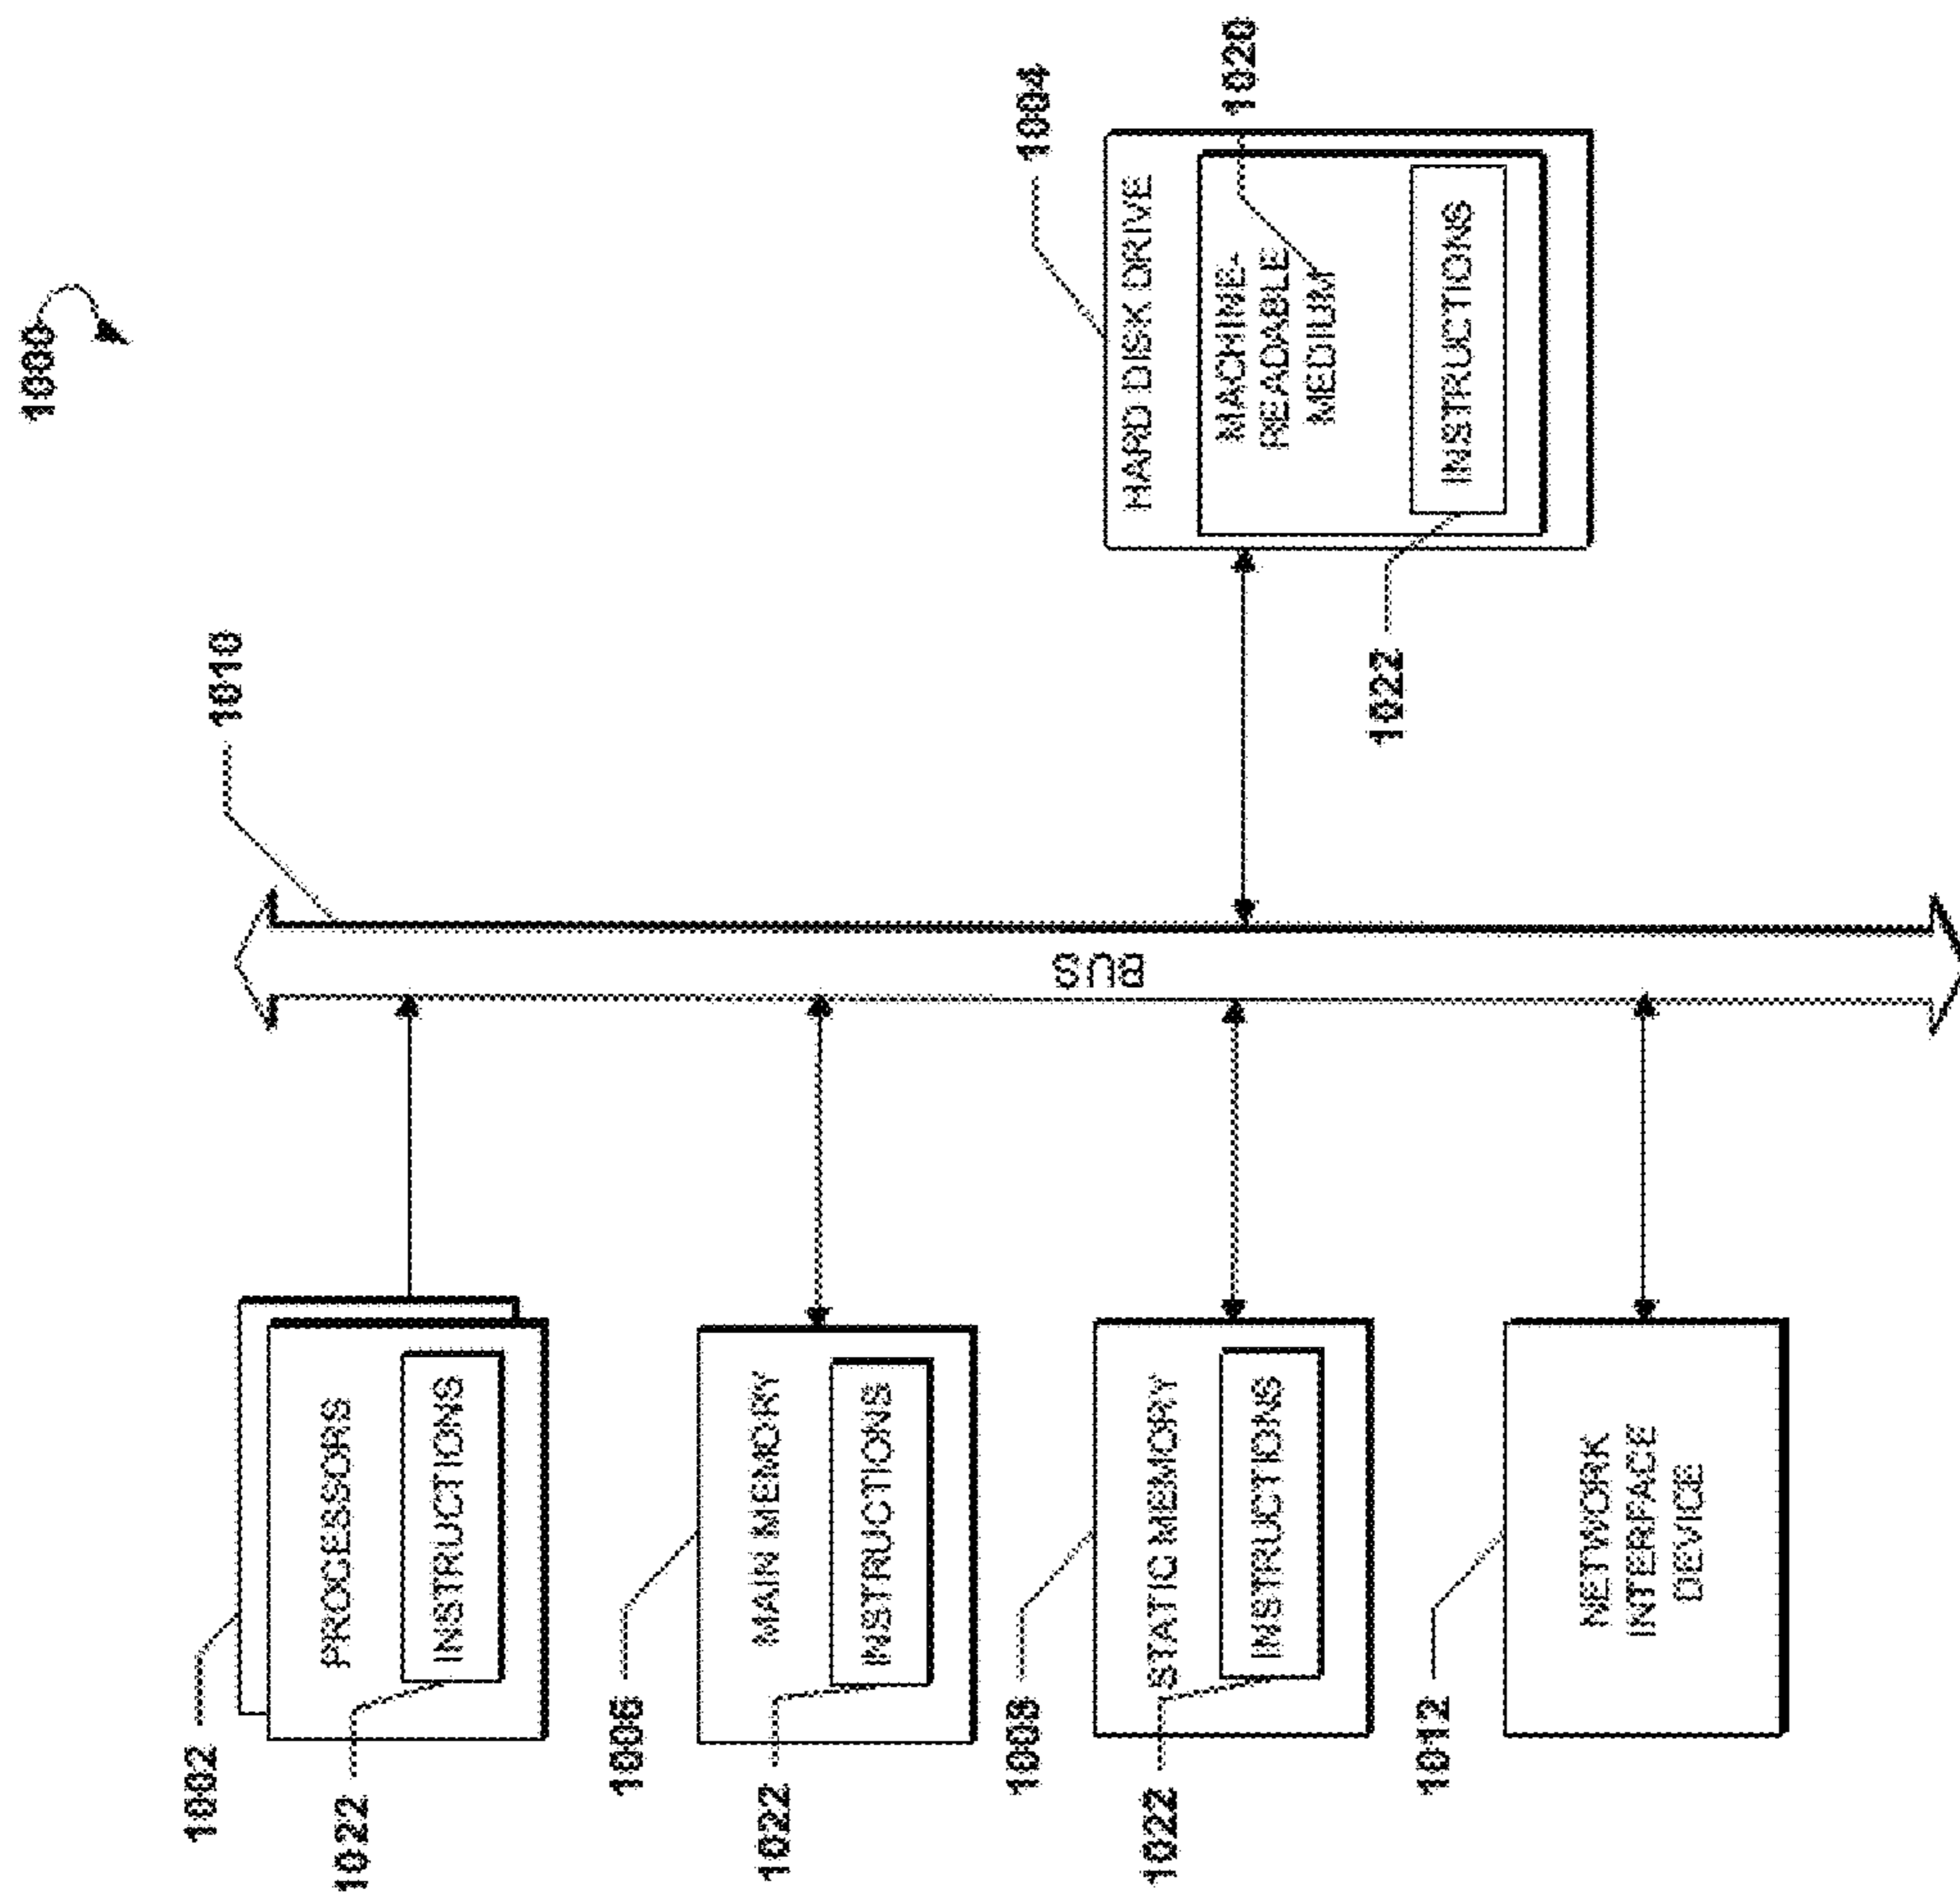 1000
1002
PROCESSORS
INSTRUCTIONS
1022
1006
MAIN MEMORY
INSTRUCTIONS
1022
1008
STATIC MEMORY
INSTRUCTIONS
1022
1012
NETWORK
INTERFACE
DEVICE
1010
BUS
1004
HARD DISK DRIVE
1020
MACHINE-
READABLE
MEDIUM
INSTRUCTIONS
1022